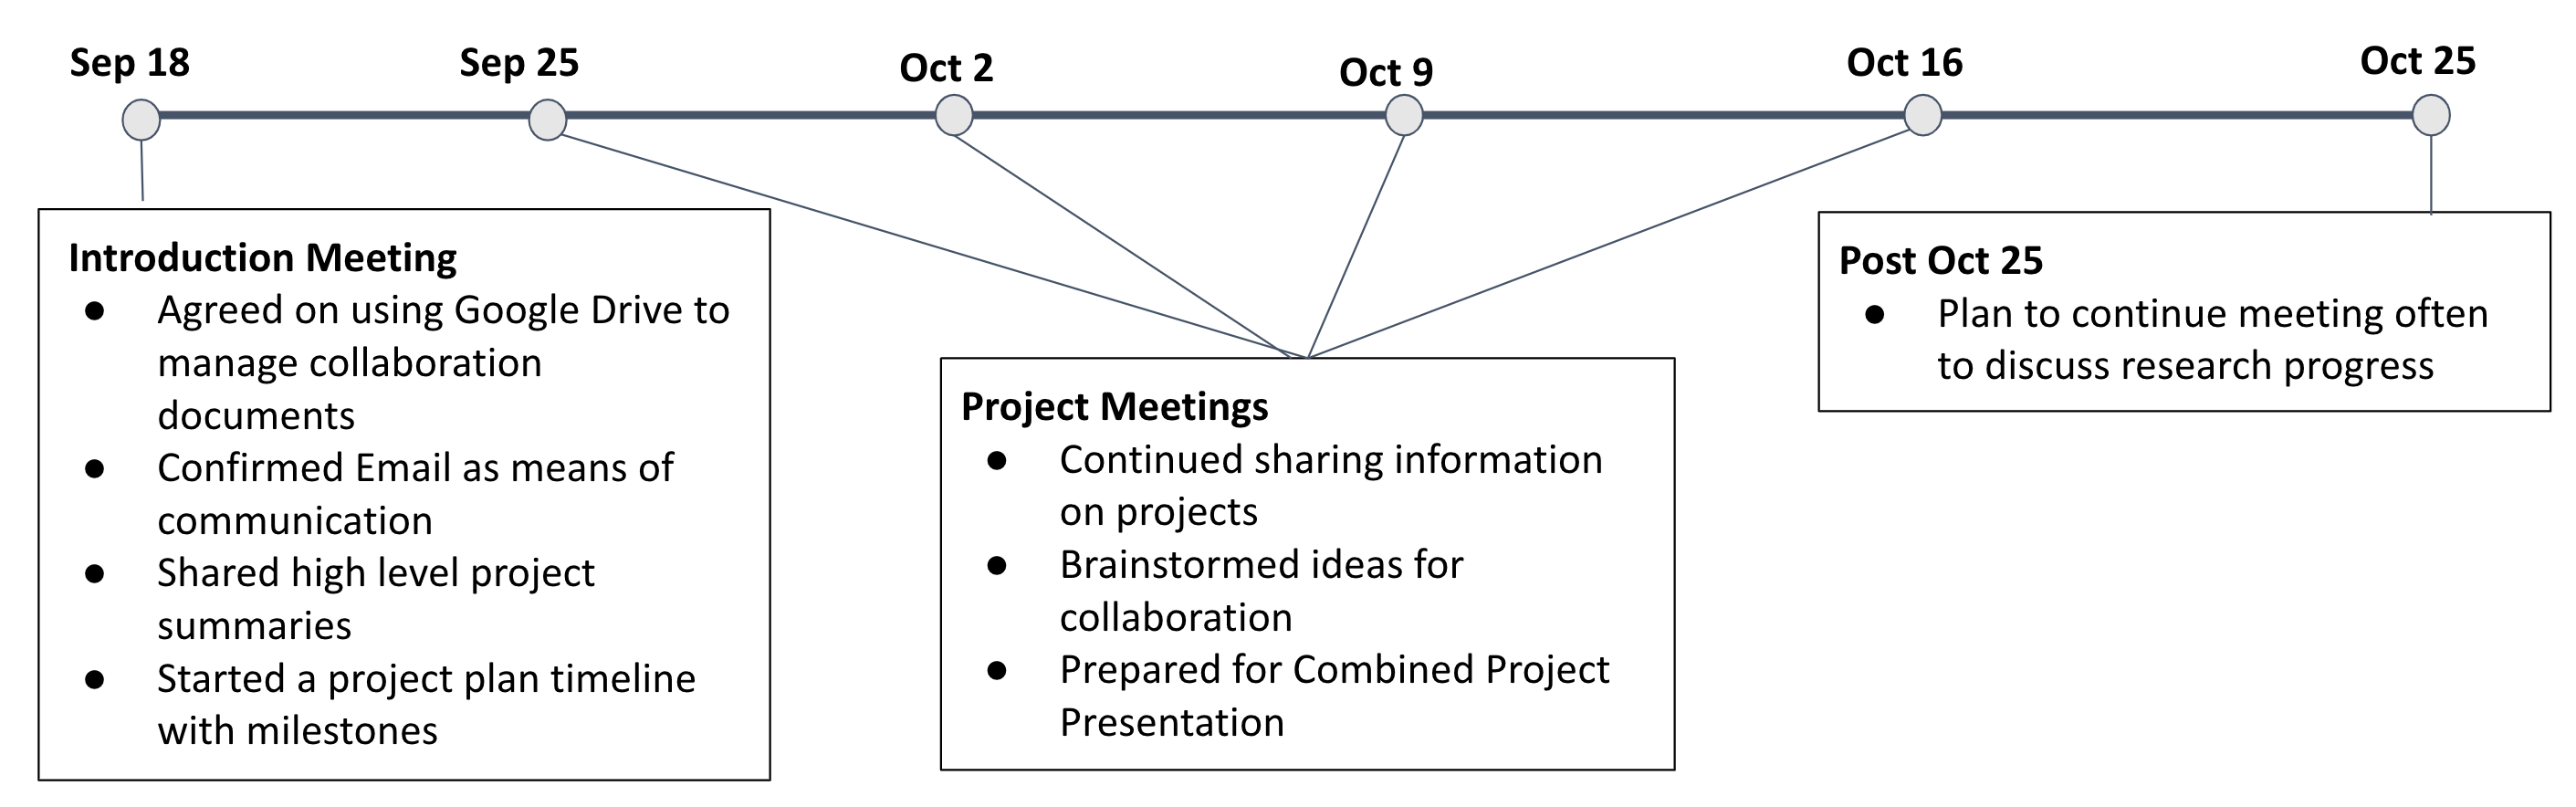 Sep 18
Sep 25
Oct 2
Oct 9
Oct 16
Oct 25
Introduction Meeting
● Agreed on using Google Drive to
manage collaboration
documents
● Confirmed Email as means of
communication
● Shared high level project
summaries
● Started a project plan timeline
with milestones
Project Meetings
● Continued sharing information
on projects
● Brainstormed ideas for
collaboration
● Prepared for Combined Project
Presentation
Post Oct 25
● Plan to continue meeting often
to discuss research progress